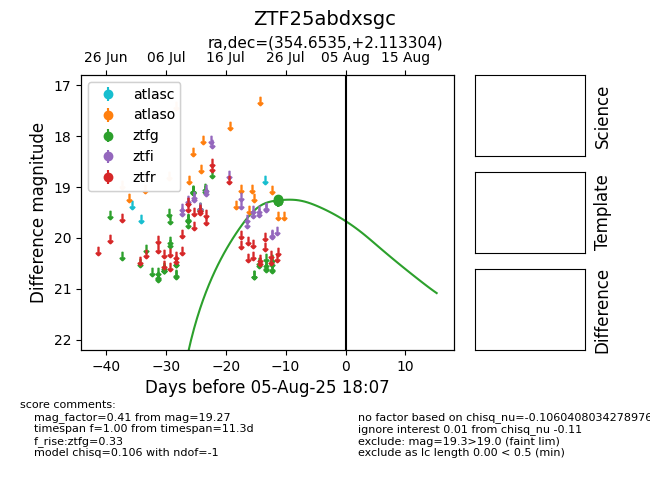 ZTF25abdxsgc
ra,dec=(354.6535,+2.113304)
26 Jun 06 Jul 16 Jul 26 Jul 05 Aug 15 Aug
17
18
19
20
21
22
Difference magnitude
atlasc
atlaso
ztfg
ztfi
ztfr
−40 −30 −20 −10 0 10
Days before 05-Aug-25 18:07
Science
Template
Difference
score comments:
mag_factor=0.41 from mag=19.27
timespan f=1.00 from timespan=11.3d
f_rise:ztfg=0.33
model chisq=0.106 with ndof=-1
no factor based on chisq_nu=-0.1060408034278976
ignore interest 0.01 from chisq_nu -0.11
exclude: mag=19.3>19.0 (faint lim)
exclude as lc length 0.00 < 0.5 (min)